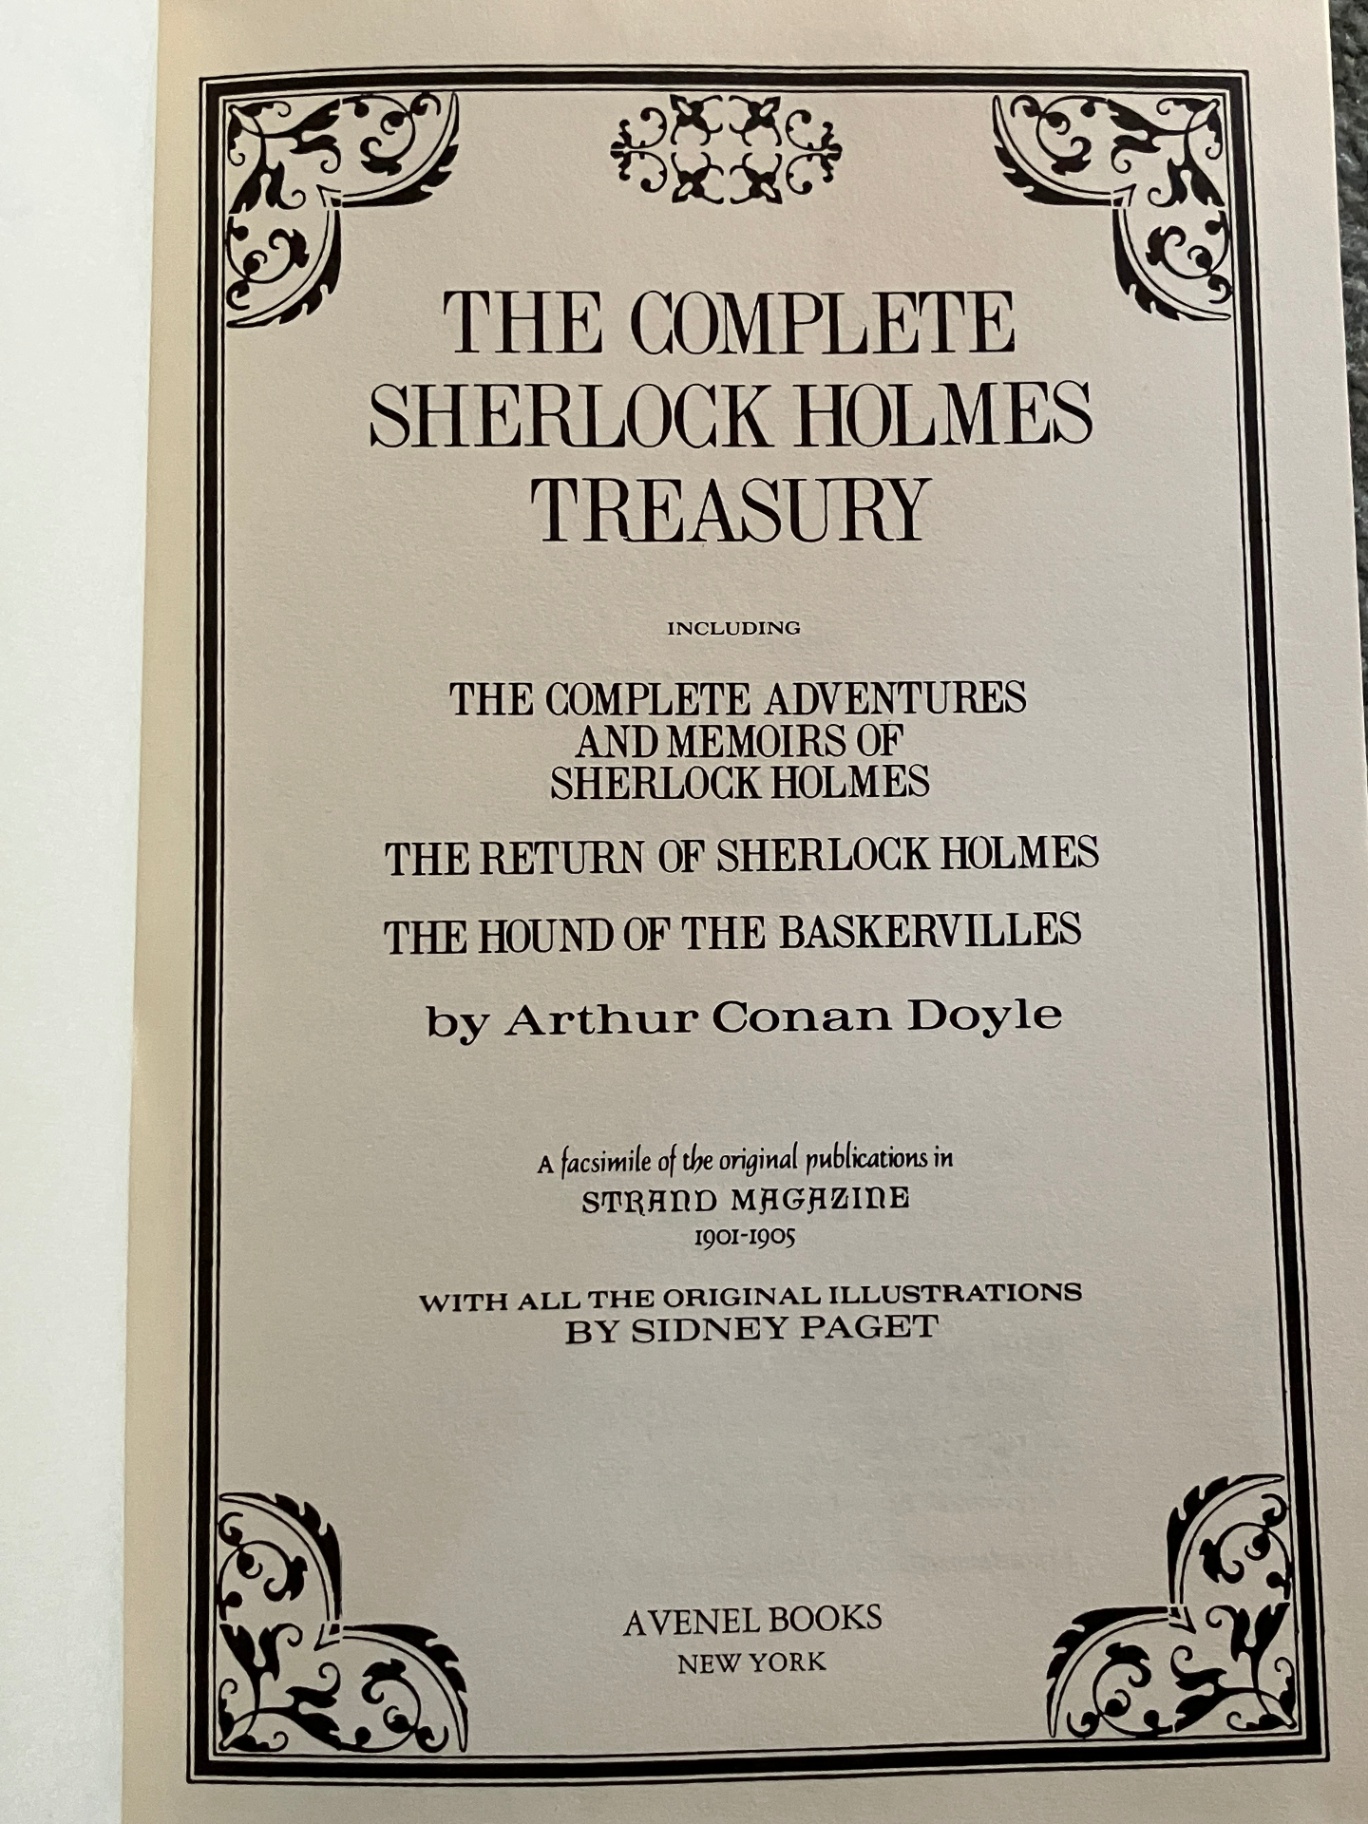 THE COMPLETE
SHERLOCK HOLMES
TREASURY
INCLUDING
THE COMPLETE ADVENTURES
AND MEMOIRS OF
SHERLOCK HOLMES
THE RETURN OF SHERLOCK HOLMES
THE HOUND OF THE BASKERVILLES
by Arthur Conan Doyle
A facsimile of the original publications in
STRAND MAGAZINE
1901-1905
WITH ALL THE ORIGINAL ILLUSTRATIONS
BY SIDNEY PAGET
AVENEL BOOKS
NEW YORK